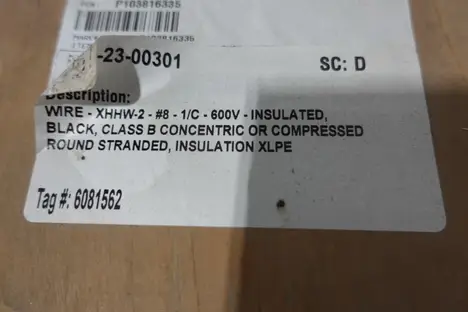 P103816335
-23-00301 SC: D
Description:
WIRE - XHHW-2 - #8 - 1/C - 600V - INSULATED,
BLACK, CLASS B CONCENTRIC OR COMPRESSED
ROUND STRANDED, INSULATION XLPE
Tag #: 6081562